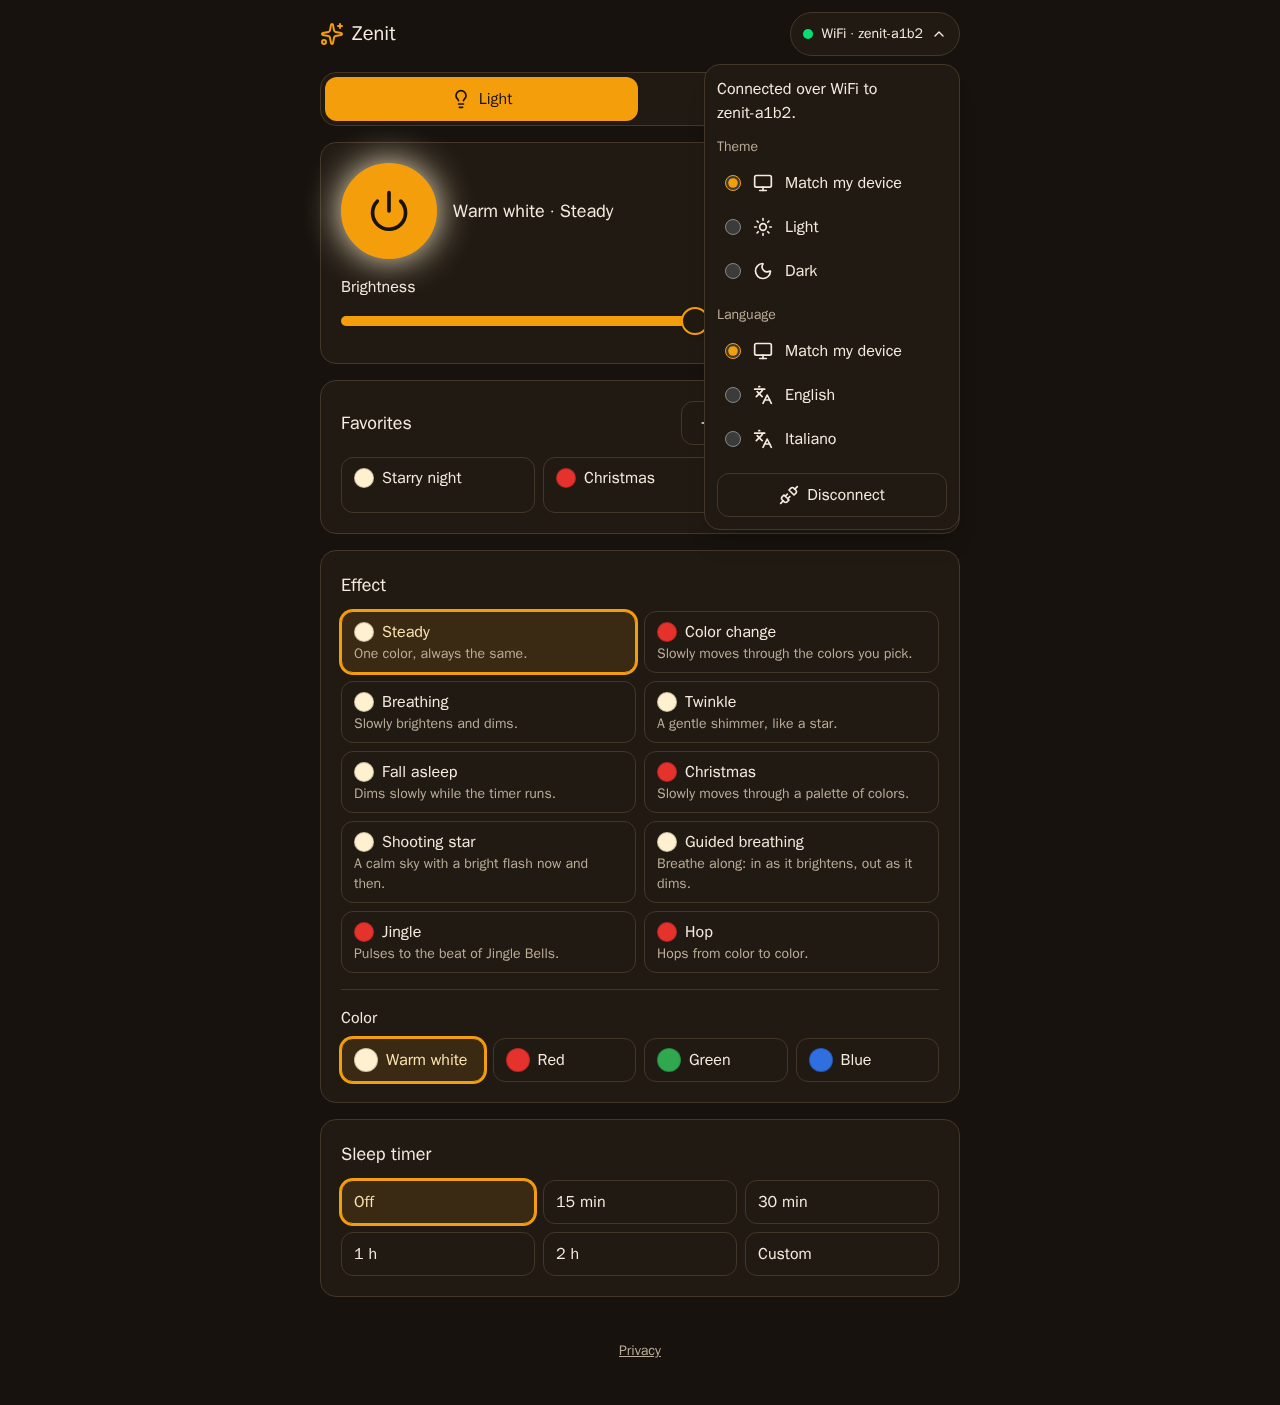 Zenit
WiFi · zenit-a1b2
Light
Connected over WiFi to
zenit-a1b2.
Theme
Match my device
Light
Dark
Language
Match my device
English
Italiano
Disconnect
Warm white · Steady
Brightness
Favorites
Starry night
Christmas
Effect
Steady
One color, always the same.
Color change
Slowly moves through the colors you pick.
Breathing
Slowly brightens and dims.
Twinkle
A gentle shimmer, like a star.
Fall asleep
Dims slowly while the timer runs.
Christmas
Slowly moves through a palette of colors.
Shooting star
A calm sky with a bright flash now and
then.
Guided breathing
Breathe along: in as it brightens, out as it
dims.
Jingle
Pulses to the beat of Jingle Bells.
Hop
Hops from color to color.
Color
Warm white
Red
Green
Blue
Sleep timer
Off
15 min
30 min
1 h
2 h
Custom
Privacy